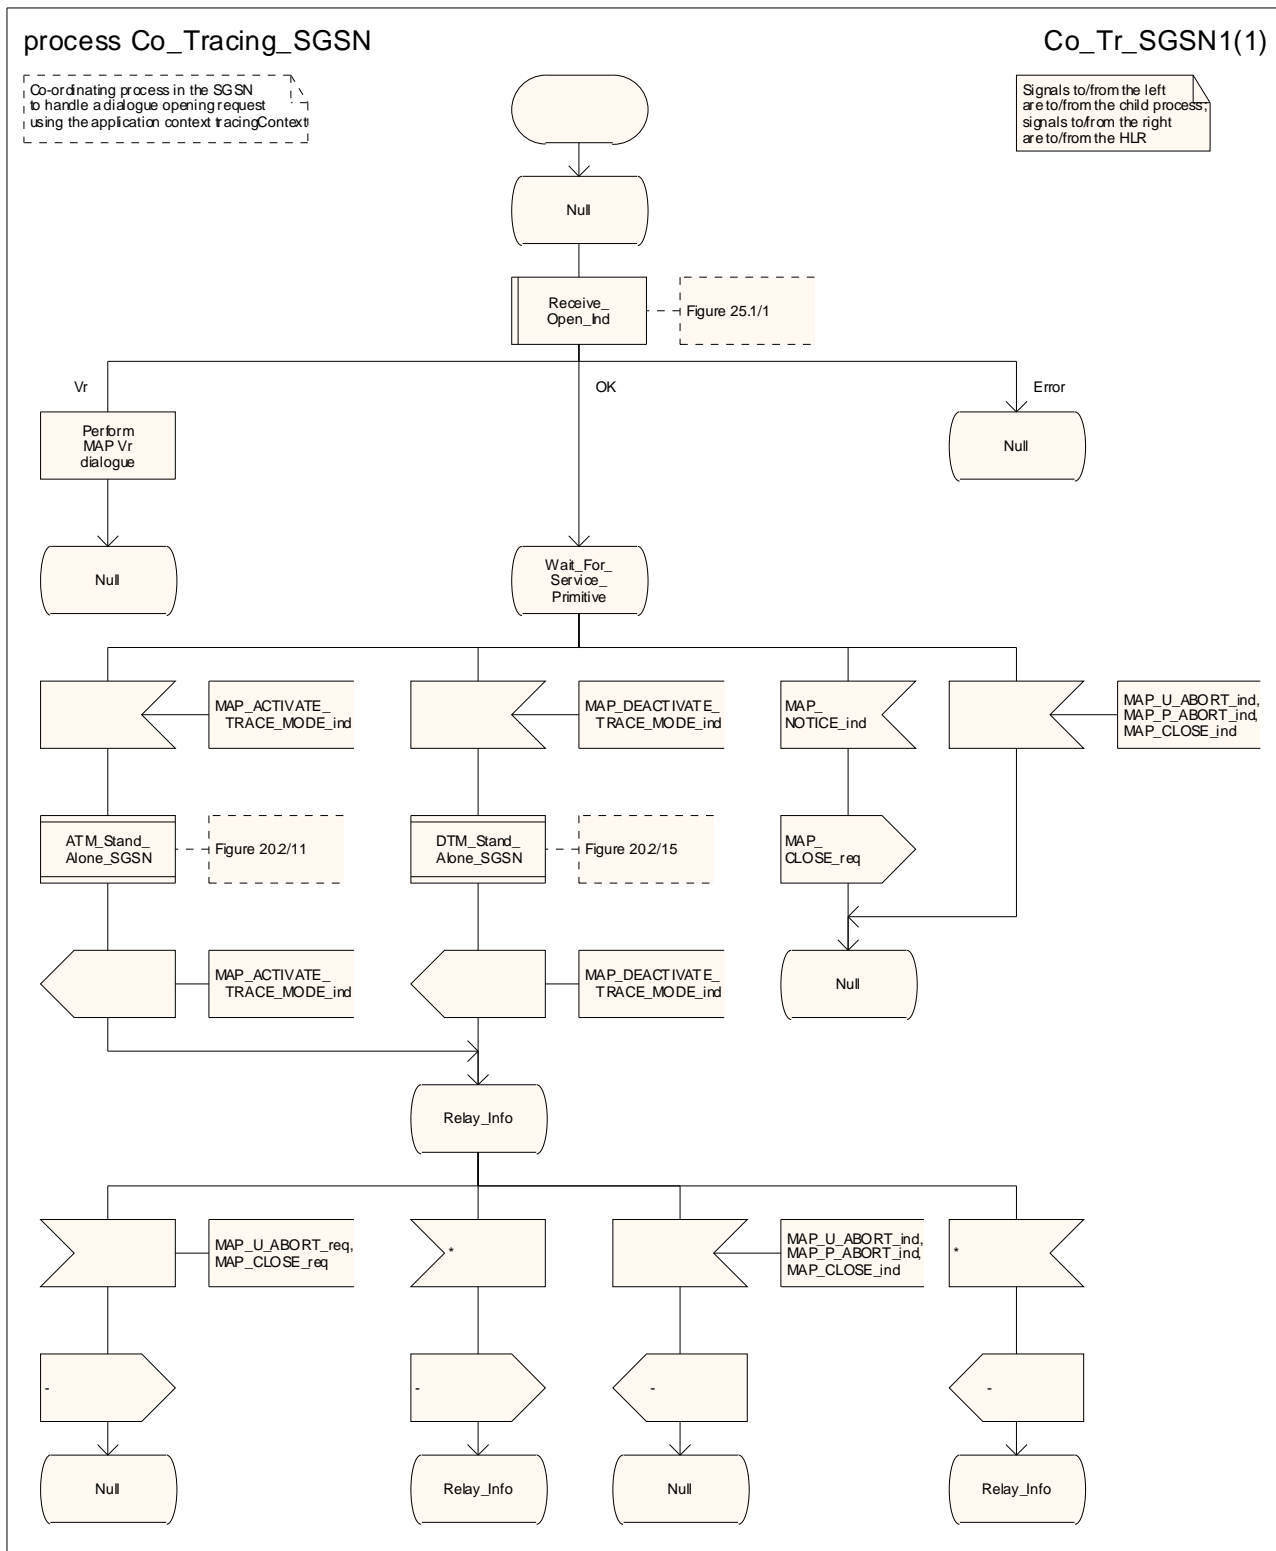 process Co_Tracing_SGSN
Co_Tr_SGSN1(1)
Co-ordinating process in the SGSN
to handle a dialogue opening request
using the application context tracingContext
Signals to/from the left
are to/from the child process;
signals to/from the right
are to/from the HLR
Null
Receive_
Open_Ind
Figure 25.1/1
Vr
OK
Error
Perform
MAP Vr
dialogue
Null
Null
Wait_For_
Service_
Primitive
Null
MAP_ACTIVATE_
TRACE_MODE_ind
MAP_DEACTIVATE_
TRACE_MODE_ind
MAP_
NOTICE_ind
MAP_U_ABORT_ind,
MAP_P_ABORT_ind,
MAP_CLOSE_ind
ATM_Stand_
Alone_SGSN
Figure 20.2/11
DTM_Stand_
Alone_SGSN
Figure 20.2/15
MAP_
CLOSE_req
MAP_ACTIVATE_
TRACE_MODE_ind
MAP_DEACTIVATE_
TRACE_MODE_ind
Null
Relay_Info
MAP_U_ABORT_req,
MAP_CLOSE_req
*
MAP_U_ABORT_ind,
MAP_P_ABORT_ind,
MAP_CLOSE_ind
*
-
-
-
-
Null
Relay_Info
Null
Relay_Info